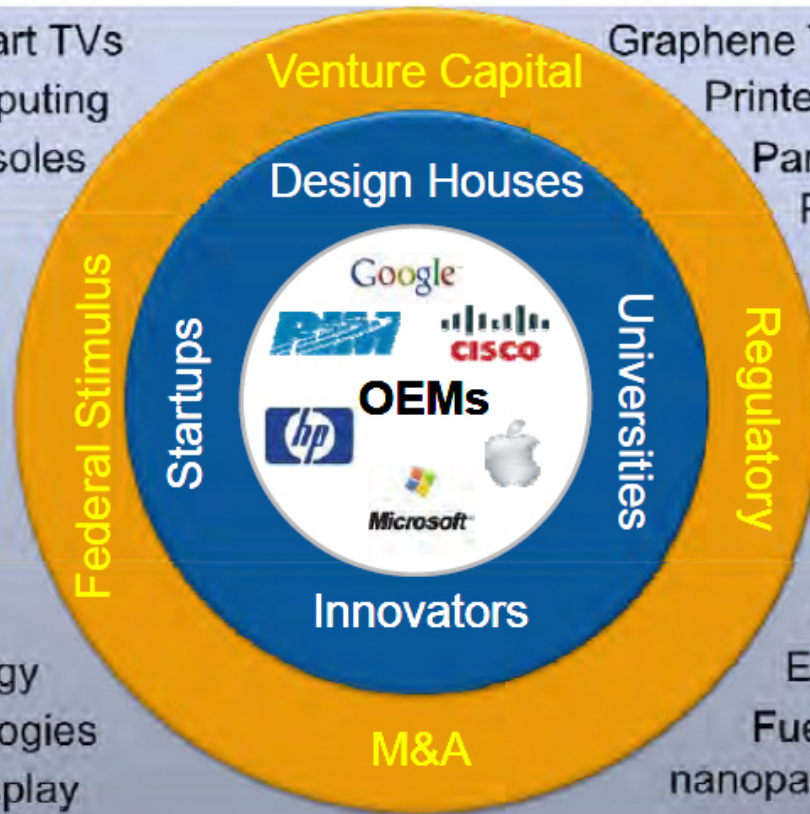 art TVs
puting
soles
Graphene
Printe
Par
Venture Capital
Design Houses
Federal Stimulus
Startups
Google
RIM
CISCO
OEMs
hp
Microsoft
Universities
Regulatory
Innovators
M&A
gy
ogies
play
E
Fue
nanopa